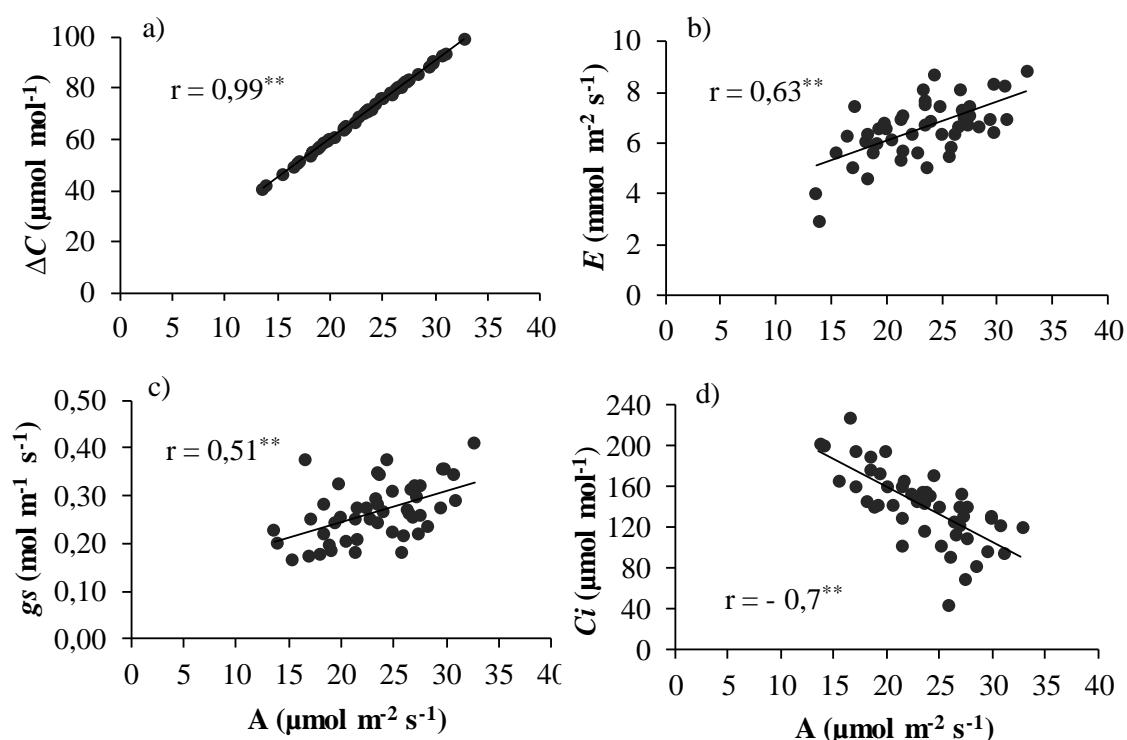 a)
r = 0,99**
ΔC (µmol mol-1)
100
80
60
40
20
0
0 5 10 15 20 25 30 35 40
b)
r = 0,63**
E (mmol m-2 s-1)
10
8
6
4
2
0
0 5 10 15 20 25 30 35 40
c)
r = 0,51**
gs (mol m-1 s-1)
0,50
0,40
0,30
0,20
0,10
0,00
0 5 10 15 20 25 30 35 40
A (µmol m-2 s-1)
d)
r = - 0,7**
Ci (µmol mol-1)
240
200
160
120
80
40
0
0 5 10 15 20 25 30 35 40
A (µmol m-2 s-1)